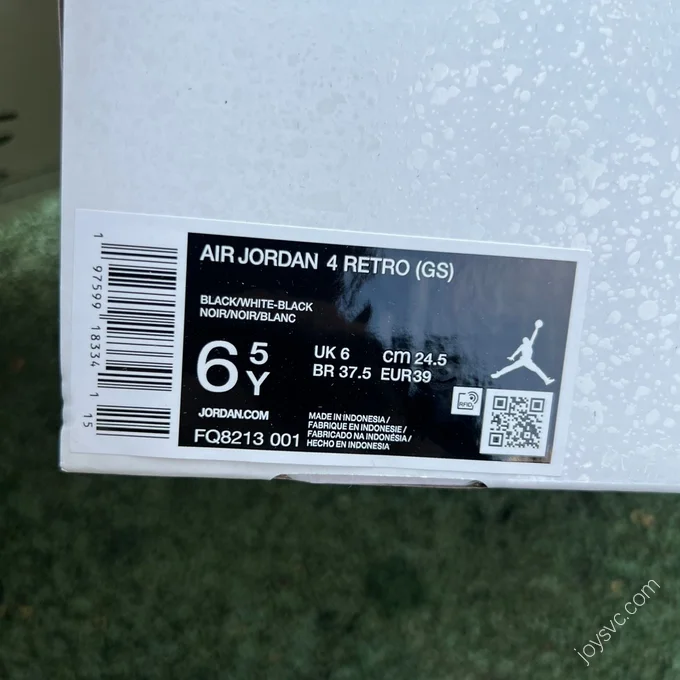 AIR JORDAN 4 RETRO (GS)
BLACK/WHITE-BLACK
NOIR/NOIR/BLANC
6 5 Y
UK 6 cm 24.5
BR 37.5 EUR39
JORDAN.COM
FQ8213 001
MADE IN INDONESIA /
FABRIQUE EN INDONESIE /
FABRICADO NA INDONÉSIA /
HECHO EN INDONESIA
RFID
1 97599 18334 1 15
joysvc.com